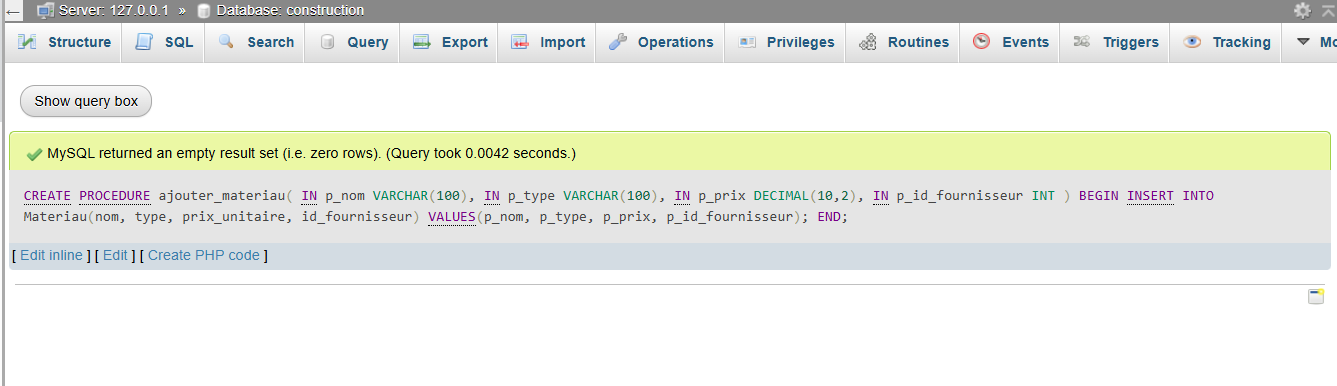 Server: 127.0.0.1 » Database: construction
Structure SQL Search Query Export Import Operations Privileges Routines Events Triggers Tracking
Show query box
MySQL returned an empty result set (i.e. zero rows). (Query took 0.0042 seconds.)
CREATE PROCEDURE ajouter_materiau( IN p_nom VARCHAR(100), IN p_type VARCHAR(100), IN p_prix DECIMAL(10,2), IN p_id_fournisseur INT ) BEGIN INSERT INTO
Materiau(nom, type, prix_unitaire, id_fournisseur) VALUES(p_nom, p_type, p_prix, p_id_fournisseur); END;
[ Edit inline ] [ Edit ] [ Create PHP code ]